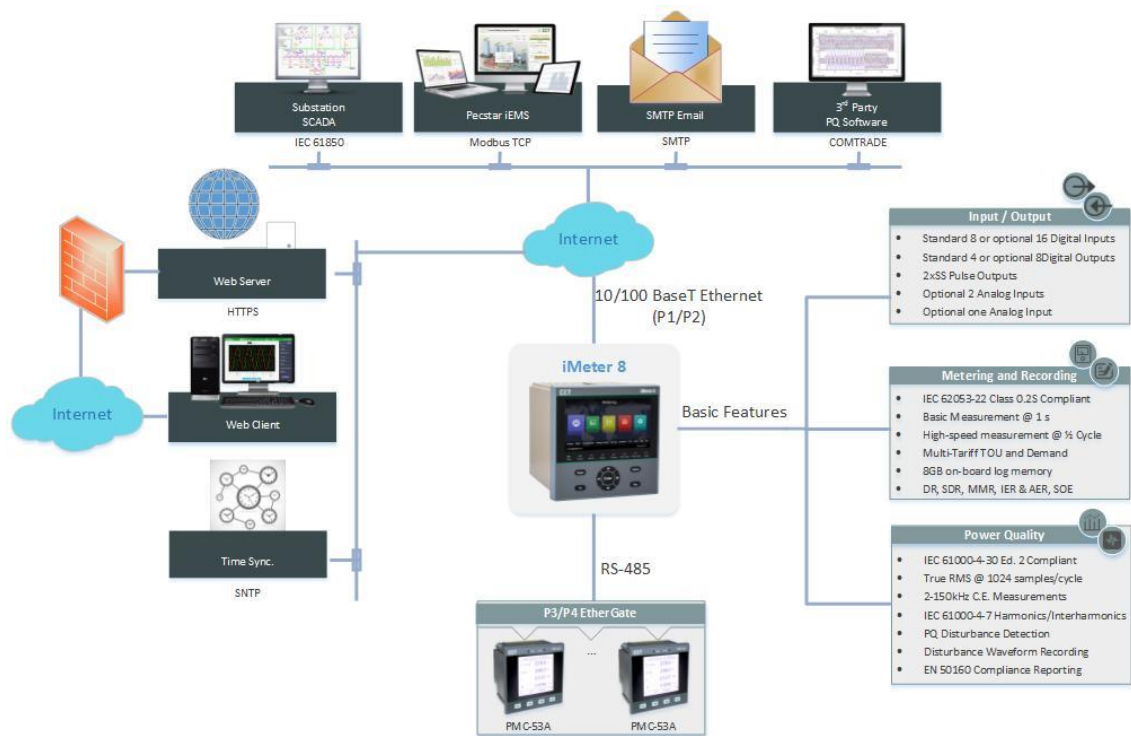 Substation
SCADA
IEC 61850
Pecstar iEMS
Modbus TCP
SMTP Email
SMTP
3rd Party
PQ Software
COMTRADE
Internet
Web Server
HTTPS
Internet
Web Client
Time Sync.
SNTP
10/100 BaseT Ethernet
(P1/P2)
iMeter 8
Basic Features
RS-485
P3/P4 EtherGate
...
PMC-53A
PMC-53A
Input / Output
• Standard 8 or optional 16 Digital Inputs
• Standard 4 or optional 8Digital Outputs
• 2xSS Pulse Outputs
• Optional 2 Analog Inputs
• Optional one Analog Input
Metering and Recording
• IEC 62053-22 Class 0.2S Compliant
• Basic Measurement @ 1 s
• High-speed measurement @ ½ Cycle
• Multi-Tariff TOU and Demand
• 8GB on-board log memory
• DR, SDR, MMR, IER & AER, SOE
Power Quality
• IEC 61000-4-30 Ed. 2 Compliant
• True RMS @ 1024 samples/cycle
• 2-150kHz C.E. Measurements
• IEC 61000-4-7 Harmonics/Interharmonics
• PQ Disturbance Detection
• Disturbance Waveform Recording
• EN 50160 Compliance Reporting